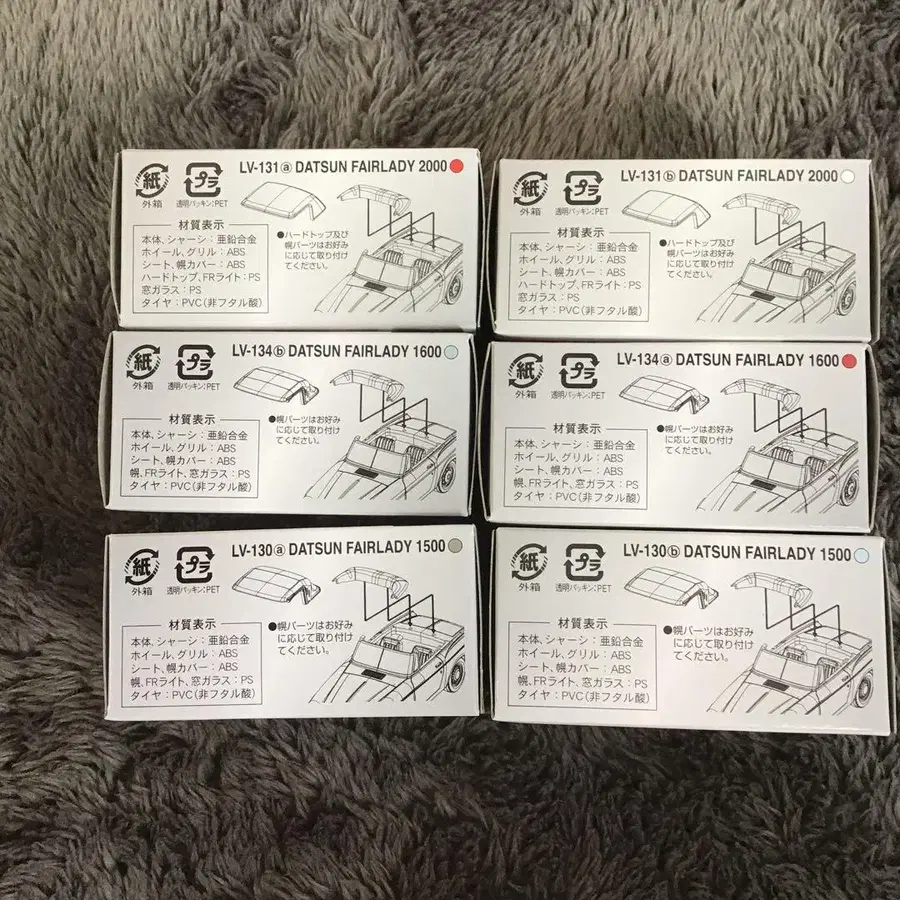 LV-131ⓐ DATSUN FAIRLADY 2000
紙
外箱
プラ
透明パッキン:PET
材質表示
本体、シャーシ：亜鉛合金
ホイール、グリル：ABS
シート、幌カバー：ABS
ハードトップ、FRライト：PS
窓ガラス：PS
タイヤ：PVC(非フタル酸)
●ハードトップ及び
幌パーツはお好み
に応じて取り付け
てください。
LV-131ⓑ DATSUN FAIRLADY 2000
紙
外箱
プラ
透明パッキン:PET
材質表示
本体、シャーシ：亜鉛合金
ホイール、グリル：ABS
シート、幌カバー：ABS
ハードトップ、FRライト：PS
窓ガラス：PS
タイヤ：PVC(非フタル酸)
●ハードトップ及び
幌パーツはお好み
に応じて取り付け
てください。
LV-134ⓑ DATSUN FAIRLADY 1600
紙
外箱
プラ
透明パッキン:PET
材質表示
本体、シャーシ：亜鉛合金
ホイール、グリル：ABS
シート、幌カバー：ABS
幌、FRライト、窓ガラス：PS
タイヤ：PVC(非フタル酸)
●幌パーツはお好み
に応じて取り付け
てください。
LV-134ⓐ DATSUN FAIRLADY 1600
紙
外箱
プラ
透明パッキン:PET
材質表示
本体、シャーシ：亜鉛合金
ホイール、グリル：ABS
シート、幌カバー：ABS
幌、FRライト、窓ガラス：PS
タイヤ：PVC(非フタル酸)
●幌パーツはお好み
に応じて取り付け
てください。
LV-130ⓐ DATSUN FAIRLADY 1500
紙
外箱
プラ
透明パッキン:PET
材質表示
本体、シャーシ：亜鉛合金
ホイール、グリル：ABS
シート、幌カバー：ABS
幌、FRライト、窓ガラス：PS
タイヤ：PVC(非フタル酸)
●幌パーツはお好み
に応じて取り付け
てください。
LV-130ⓑ DATSUN FAIRLADY 1500
紙
外箱
プラ
透明パッキン:PET
材質表示
本体、シャーシ：亜鉛合金
ホイール、グリル：ABS
シート、幌カバー：ABS
幌、FRライト、窓ガラス：PS
タイヤ：PVC(非フタル酸)
●幌パーツはお好み
に応じて取り付け
てください。